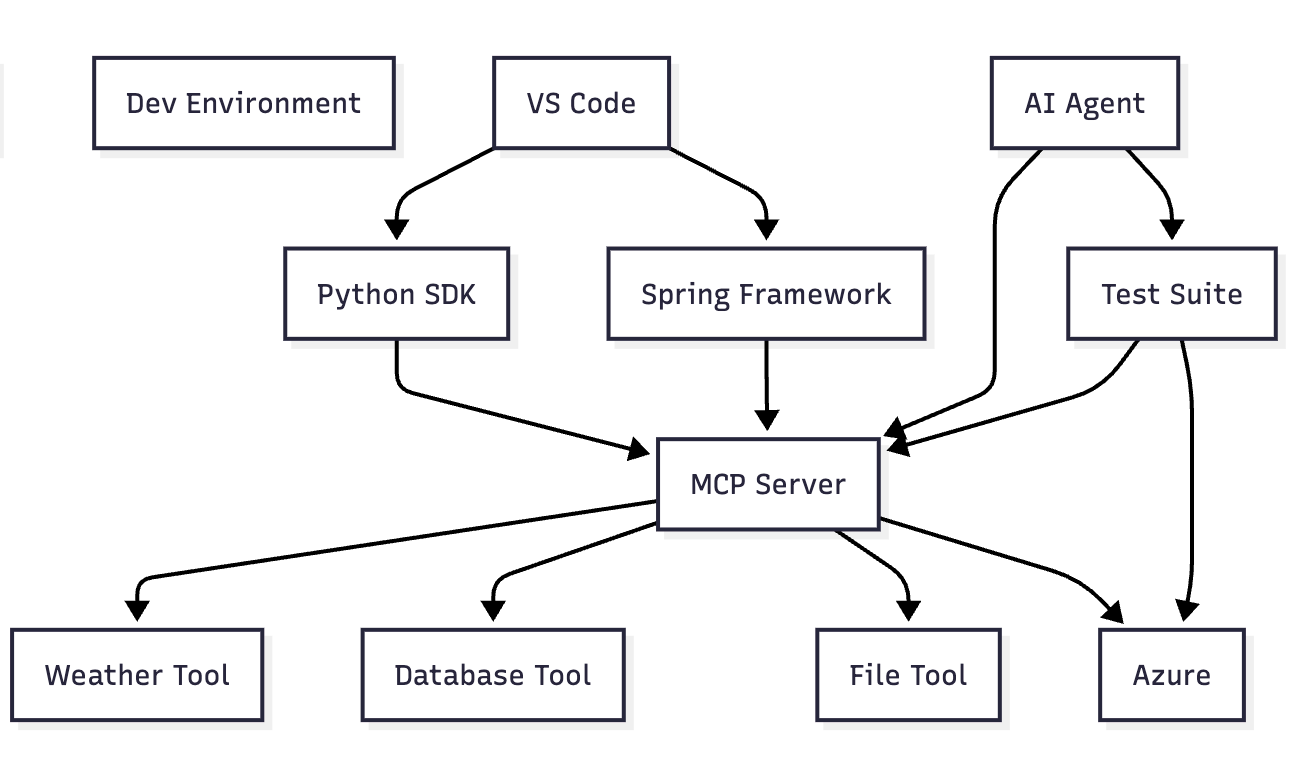 Dev Environment
VS Code
AI Agent
Python SDK
Spring Framework
Test Suite
MCP Server
Weather Tool
Database Tool
File Tool
Azure